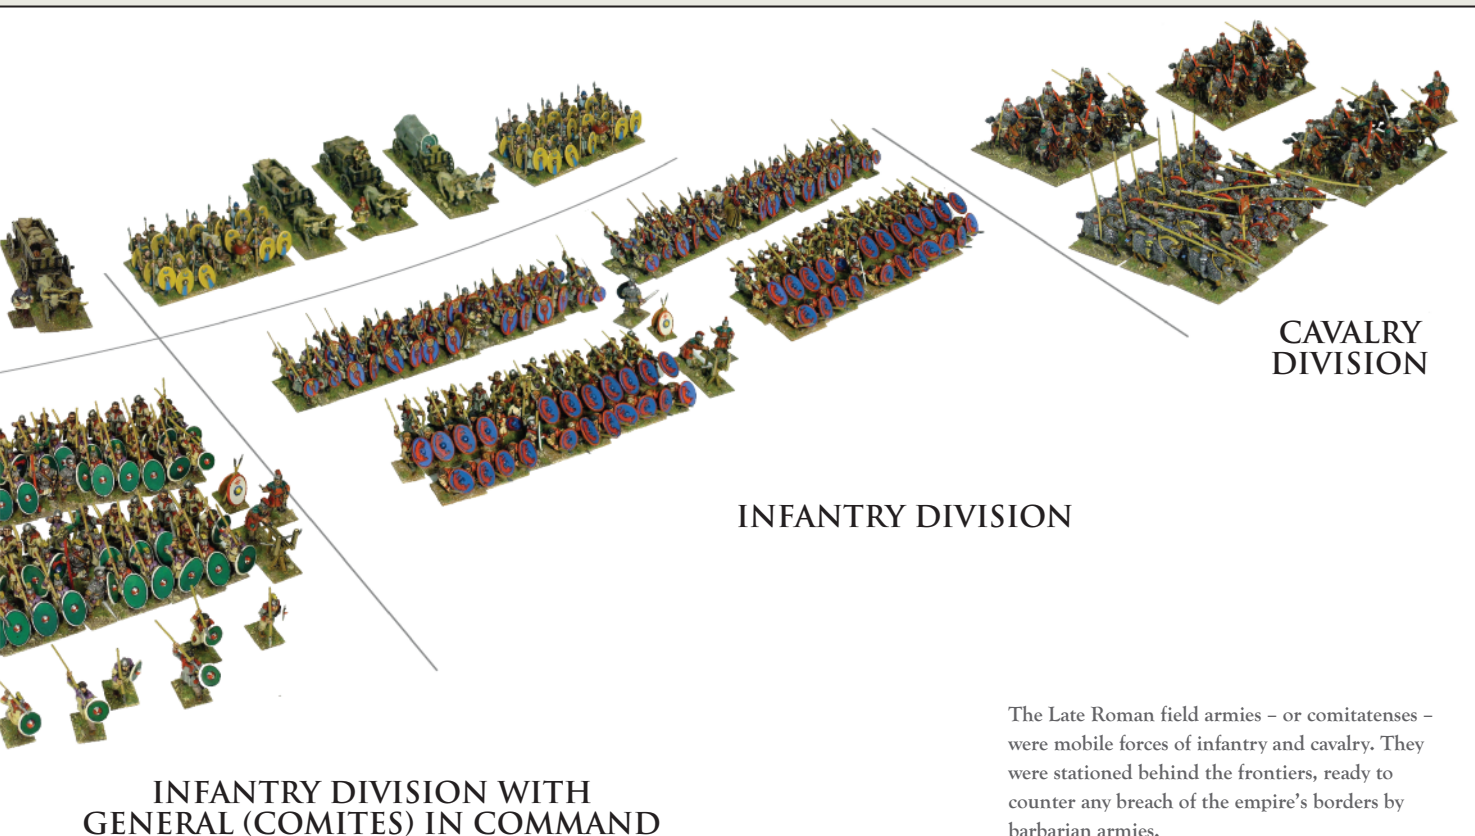 CAVALRY
DIVISION
INFANTRY DIVISION
INFANTRY DIVISION WITH
GENERAL (COMITES) IN COMMAND
The Late Roman field armies – or comitatenses –
were mobile forces of infantry and cavalry. They
were stationed behind the frontiers, ready to
counter any breach of the empire's borders by
barbarian armies.